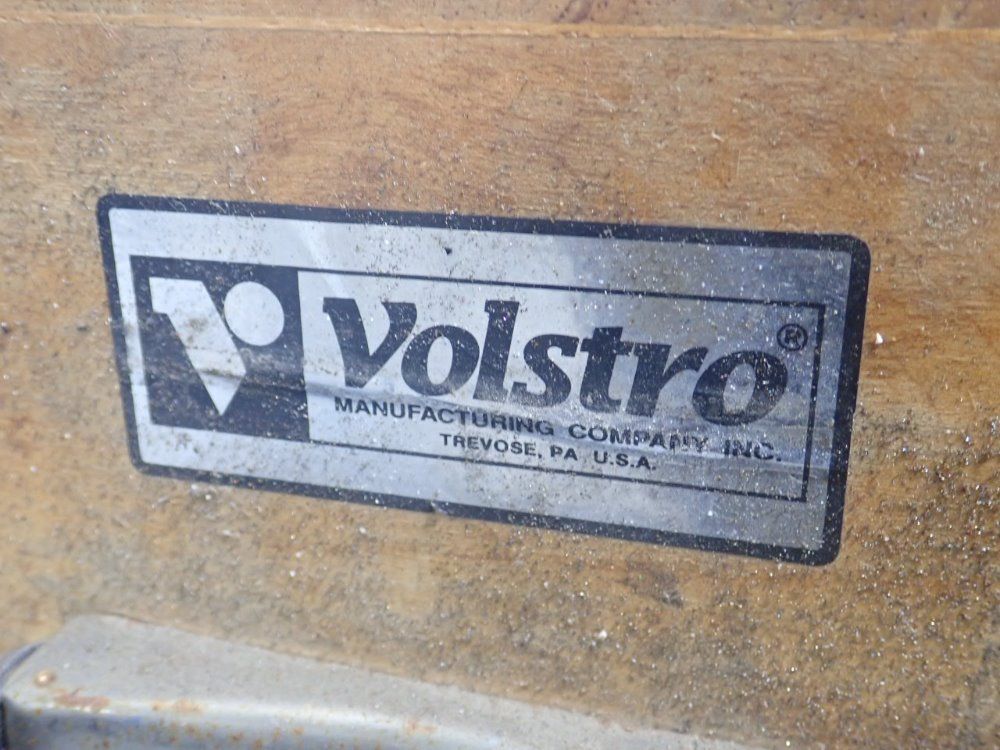 Volstro®
MANUFACTURING COMPANY INC.
TREVOSE, PA U.S.A.